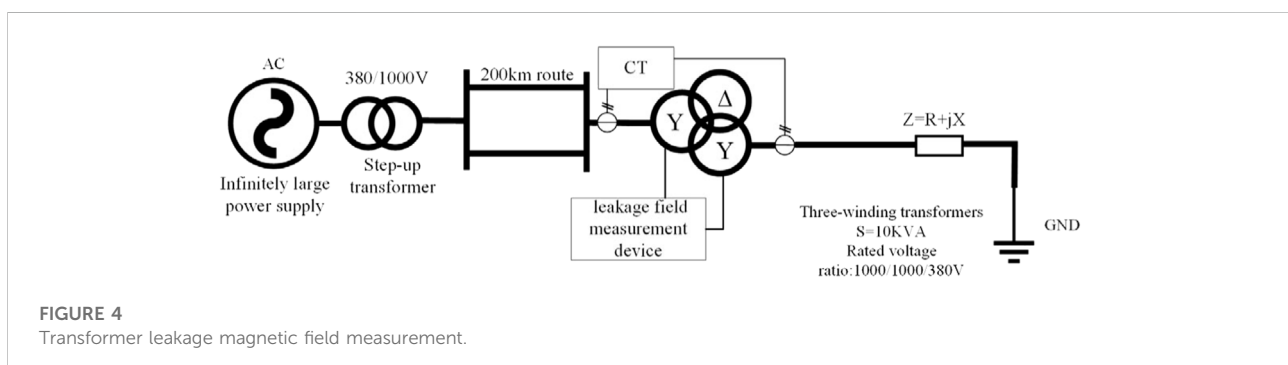 AC
380/1000V
200km route
CT
Δ
Y
Y
Z=R+jX
Step-up
transformer
Infinitely large
power supply
leakage field
measurement
device
Three-winding transformers
S=10KVA
Rated voltage
ratio:1000/1000/380V
GND
FIGURE 4
Transformer leakage magnetic field measurement.